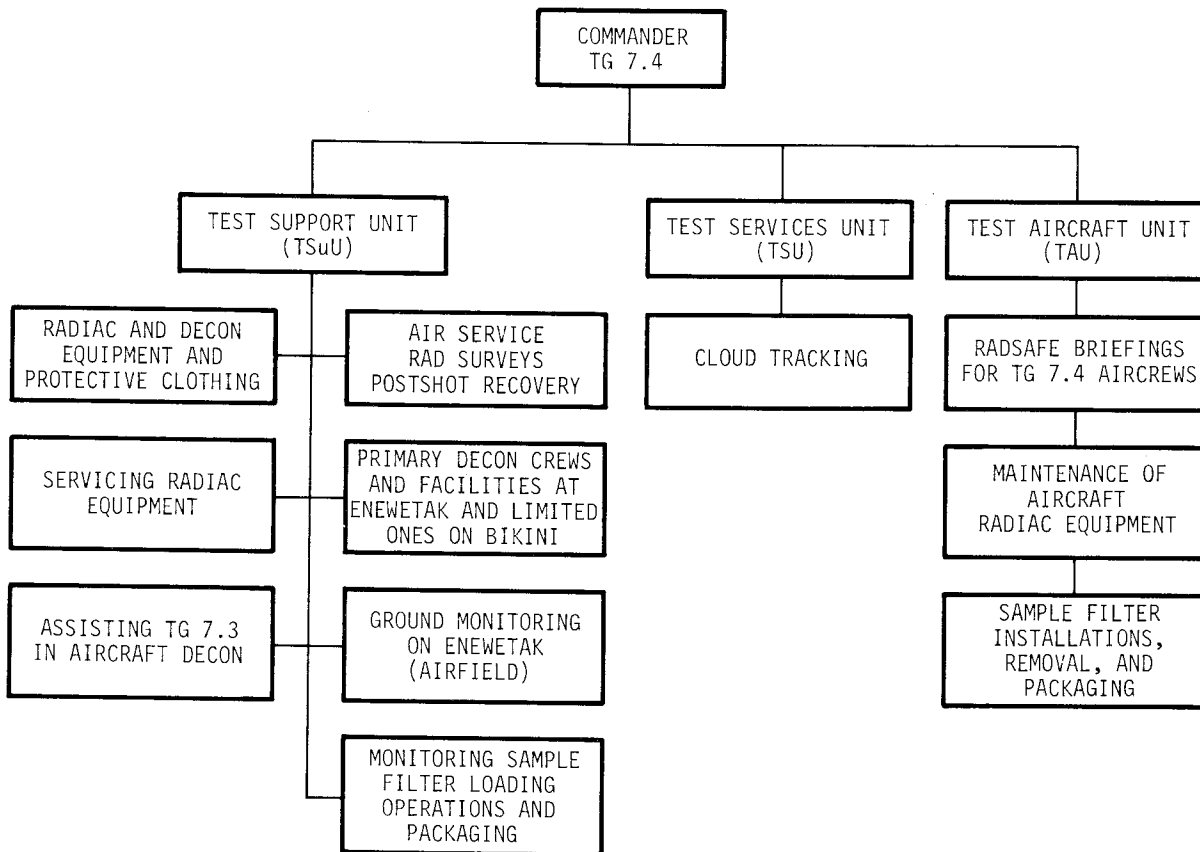 COMMANDER
TG 7.4
TEST SUPPORT UNIT
(TSuU)
TEST SERVICES UNIT
(TSU)
TEST AIRCRAFT UNIT
(TAU)
RADIAC AND DECON
EQUIPMENT AND
PROTECTIVE CLOTHING
AIR SERVICE
RAD SURVEYS
POSTSHOT RECOVERY
CLOUD TRACKING
RADSAFE BRIEFINGS
FOR TG 7.4 AIRCREWS
SERVICING RADIAC
EQUIPMENT
PRIMARY DECON CREWS
AND FACILITIES AT
ENEWETAK AND LIMITED
ONES ON BIKINI
MAINTENANCE OF
AIRCRAFT
RADIAC EQUIPMENT
ASSISTING TG 7.3
IN AIRCRAFT DECON
GROUND MONITORING
ON ENEWETAK
(AIRFIELD)
SAMPLE FILTER
INSTALLATIONS,
REMOVAL, AND
PACKAGING
MONITORING SAMPLE
FILTER LOADING
OPERATIONS AND
PACKAGING